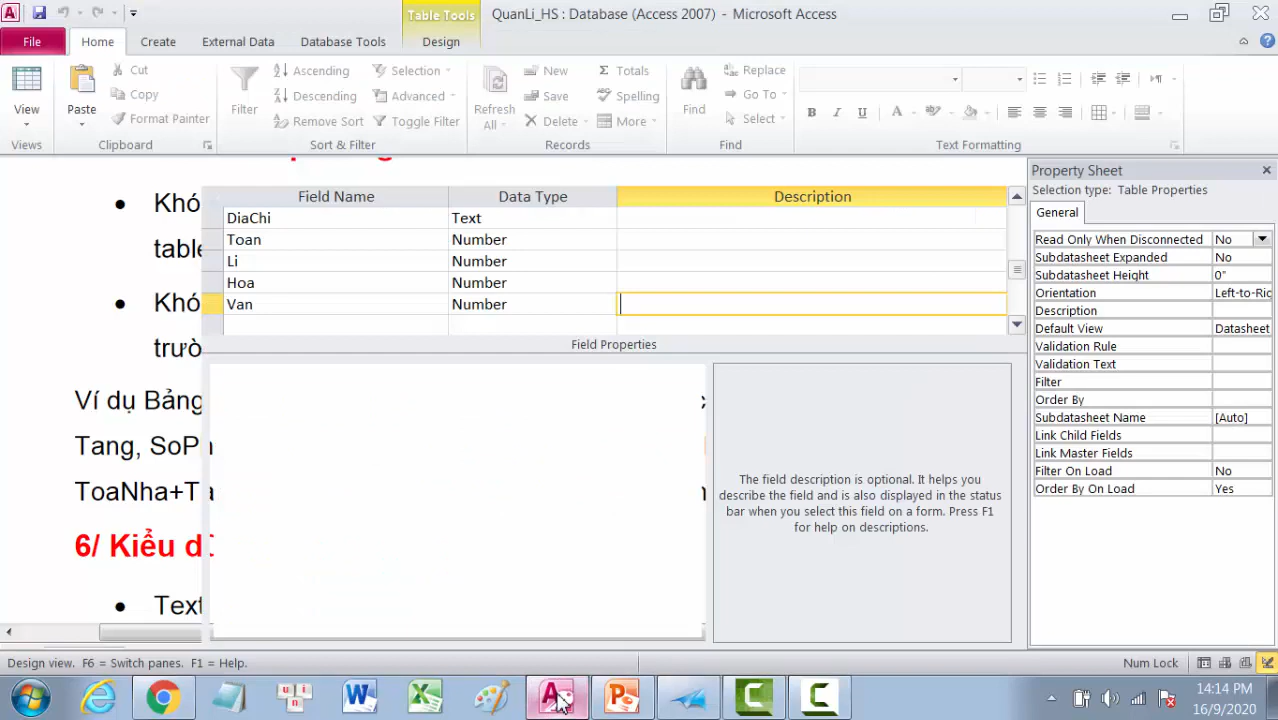 Table Tools
QuanLi_HS : Database (Access 2007) - Microsoft Access
File
Home
Create
External Data
Database Tools
Design
View
Views
Paste
Cut
Copy
Format Painter
Clipboard
Filter
Ascending
Descending
Remove Sort
Selection
Advanced
Toggle Filter
Sort & Filter
Refresh
All
New
Save
Delete
Totals
Spelling
More
Records
Find
Replace
Go To
Select
Find
B I U
A
Text Formatting
Khó
table
Khó
trườ
Ví dụ Bảng
Tang, SoPh
ToaNha+Ta
6/ Kiểu
Text
Field Name Data Type Description
DiaChi Text
Toan Number
Li Number
Hoa Number
Van Number
Field Properties
The field description is optional. It helps you
describe the field and is also displayed in the status
bar when you select this field on a form. Press F1
for help on descriptions.
Property Sheet
Selection type: Table Properties
General
Read Only When Disconnected No
Subdatasheet Expanded No
Subdatasheet Height 0"
Orientation Left-to-Ric
Description
Default View Datasheet
Validation Rule
Validation Text
Filter
Order By
Subdatasheet Name [Auto]
Link Child Fields
Link Master Fields
Filter On Load No
Order By On Load Yes
Design view. F6 = Switch panes. F1 = Help.
Num Lock
14:14 PM
16/9/2020